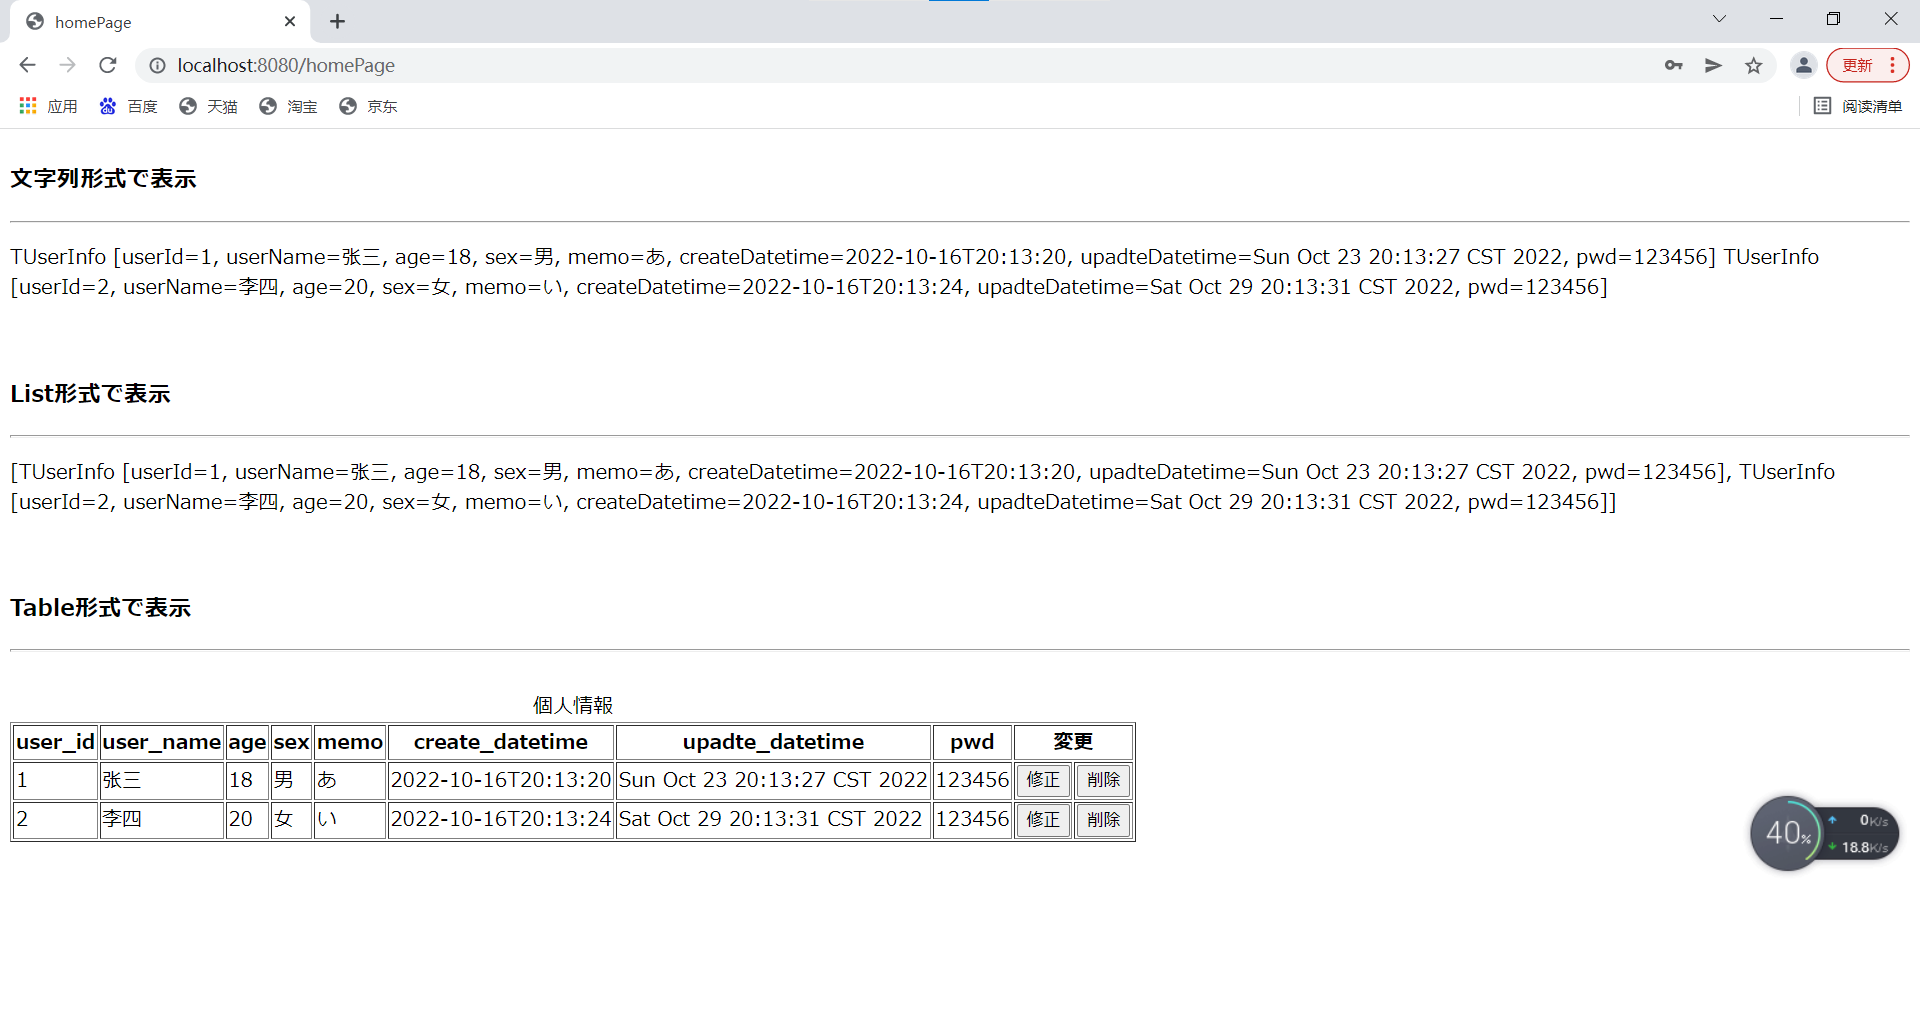 homePage
localhost:8080/homePage
更新
应用 百度 天猫 淘宝 京东 阅读清单
文字列形式で表示
TUserInfo [userId=1, userName=张三, age=18, sex=男, memo=あ, createDatetime=2022-10-16T20:13:20, upadteDatetime=Sun Oct 23 20:13:27 CST 2022, pwd=123456] TUserInfo
[userId=2, userName=李四, age=20, sex=女, memo=い, createDatetime=2022-10-16T20:13:24, upadteDatetime=Sat Oct 29 20:13:31 CST 2022, pwd=123456]
List形式で表示
[TUserInfo [userId=1, userName=张三, age=18, sex=男, memo=あ, createDatetime=2022-10-16T20:13:20, upadteDatetime=Sun Oct 23 20:13:27 CST 2022, pwd=123456], TUserInfo
[userId=2, userName=李四, age=20, sex=女, memo=い, createDatetime=2022-10-16T20:13:24, upadteDatetime=Sat Oct 29 20:13:31 CST 2022, pwd=123456]]
Table形式で表示
個人情報
user_id user_name age sex memo create_datetime upadte_datetime pwd 変更
1 张三 18 男 あ 2022-10-16T20:13:20 Sun Oct 23 20:13:27 CST 2022 123456 修正 削除
2 李四 20 女 い 2022-10-16T20:13:24 Sat Oct 29 20:13:31 CST 2022 123456 修正 削除
40% 0K/s
18.8K/s